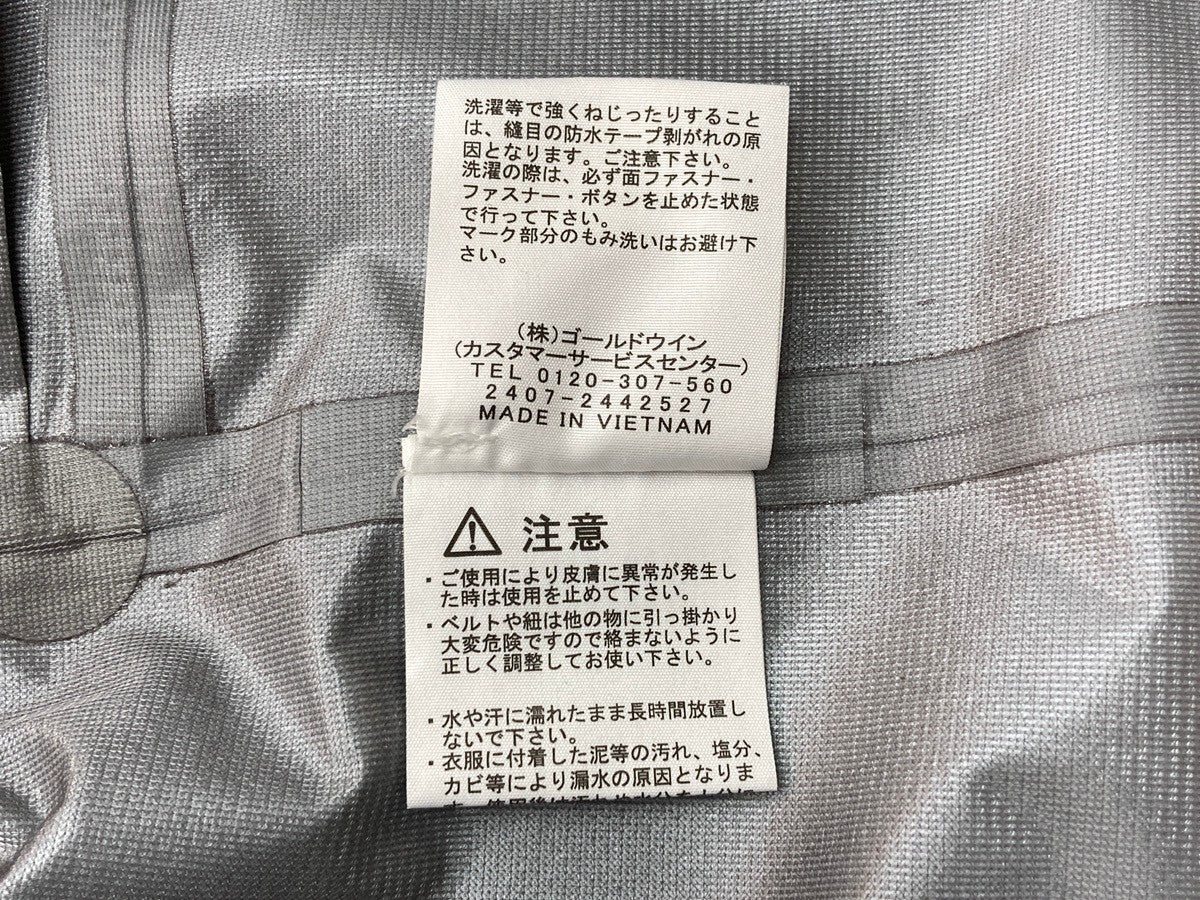 洗濯等で強くねじったりすること
は、縫目の防水テープ剥がれの原
因となります。ご注意下さい。
洗濯の際は、必ず面ファスナー・
ファスナー・ボタンを止めた状態
で行って下さい。
マーク部分のもみ洗いはお避け下
さい。
(株)ゴールドウイン
(カスタマーサービスセンター)
TEL 0120-307-560
2407-2442527
MADE IN VIETNAM
注意
・ご使用により皮膚に異常が発生し
た時は使用を止めて下さい。
・ベルトや紐は他の物に引っ掛かり
大変危険ですので絡まないように
正しく調整してお使い下さい。
・水や汗に濡れたまま長時間放置し
ないで下さい。
・衣服に付着した泥等の汚れ、塩分、
カビ等により漏水の原因となりま
す。使用後は汚れや水分を十分に